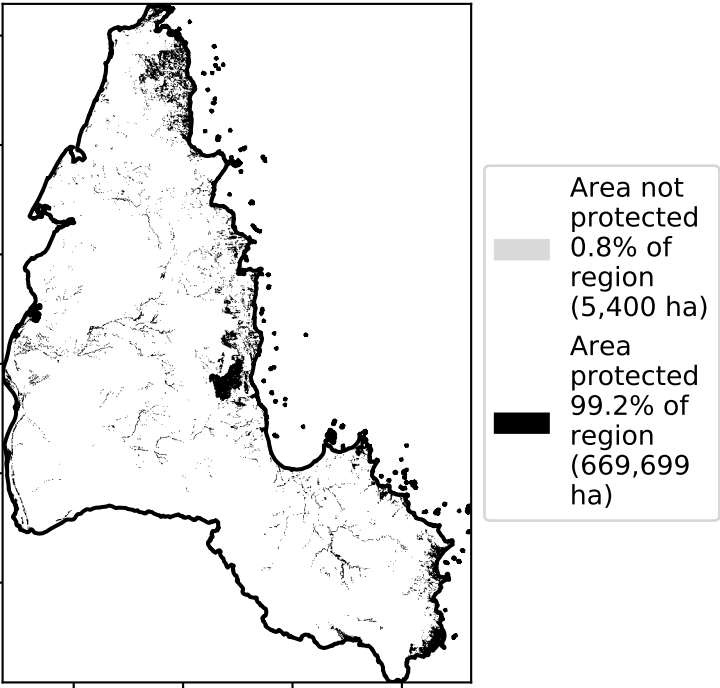 Area not
protected
0.8% of
region
(5,400 ha)
Area
protected
99.2% of
region
(669,699
ha)